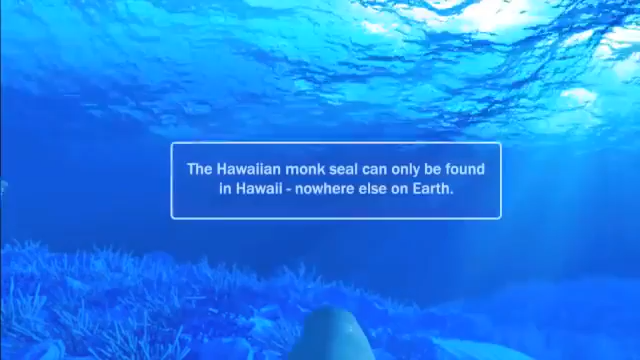 The Hawaiian monk seal can only be found
in Hawaii - nowhere else on Earth.